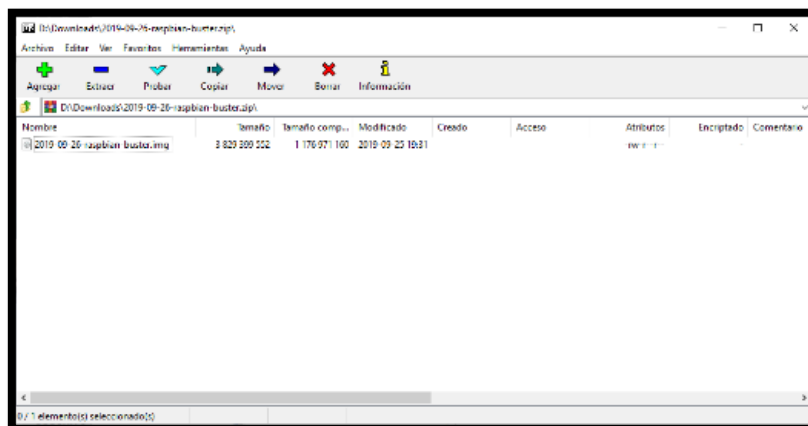 D:\Downloads\2019-09-26-raspbian-buster.zip\
Archivo Editar Ver Favoritos Herramientas Ayuda
Agregar Extraer Probar Copiar Mover Borrar Información
D:\Downloads\2019-09-26-raspbian-buster.zip\
Nombre Tamaño Tamaño comp... Modificado Creado Acceso Atributos Encriptado Comentario
2019-09-26-raspbian-buster.img 3 829 399 552 1 176 971 160 2019-09-25 19:31
0 / 1 elemento(s) seleccionado(s)